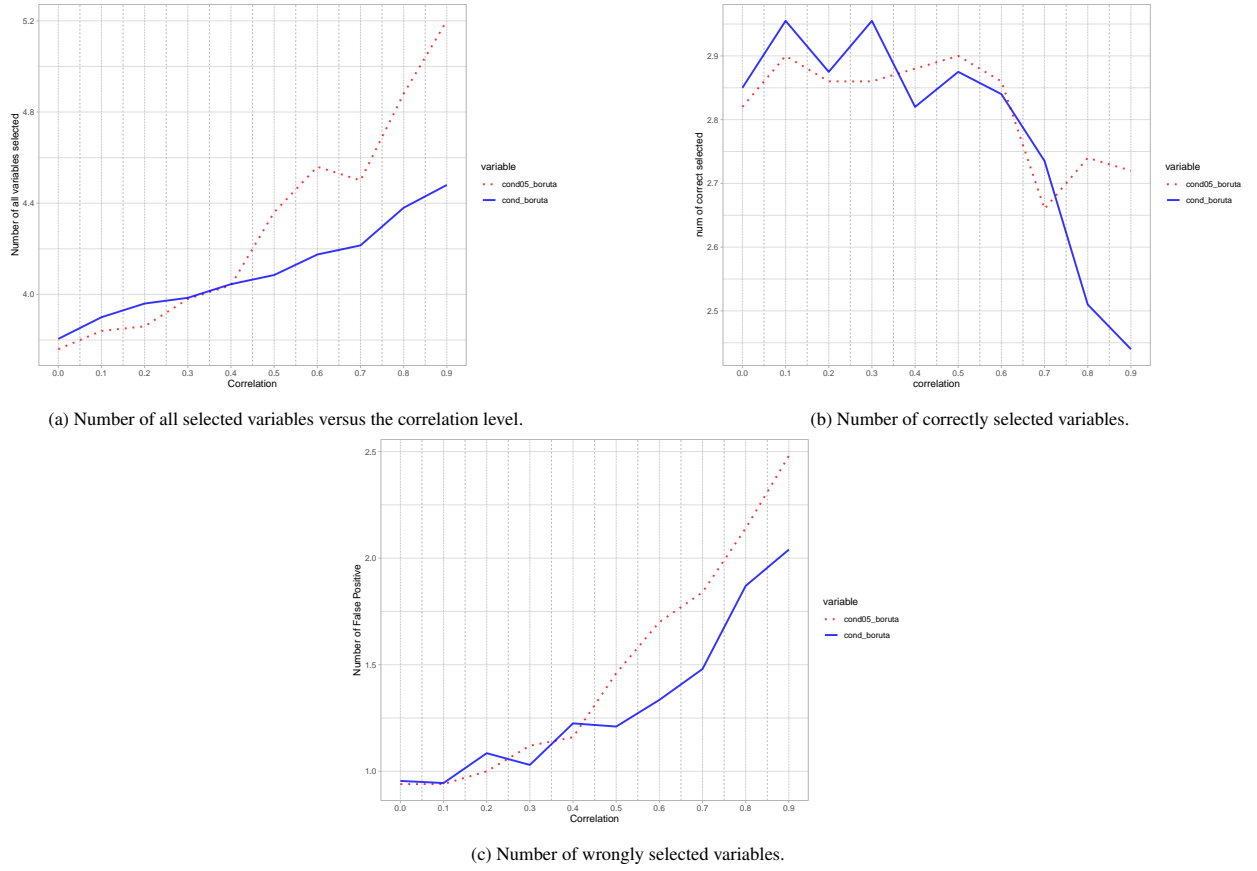 5.2
4.8
4.4
4.0
Number of all variables selected
0.0 0.1 0.2 0.3 0.4 0.5 0.6 0.7 0.8 0.9
Correlation
variable
cond05_boruta
cond_boruta
(a) Number of all selected variables versus the correlation level.
2.9
2.8
2.7
2.6
2.5
num of correct selected
0.0 0.1 0.2 0.3 0.4 0.5 0.6 0.7 0.8 0.9
correlation
variable
cond05_boruta
cond_boruta
(b) Number of correctly selected variables.
2.5
2.0
1.5
1.0
Number of False Positive
0.0 0.1 0.2 0.3 0.4 0.5 0.6 0.7 0.8 0.9
Correlation
variable
cond05_boruta
cond_boruta
(c) Number of wrongly selected variables.